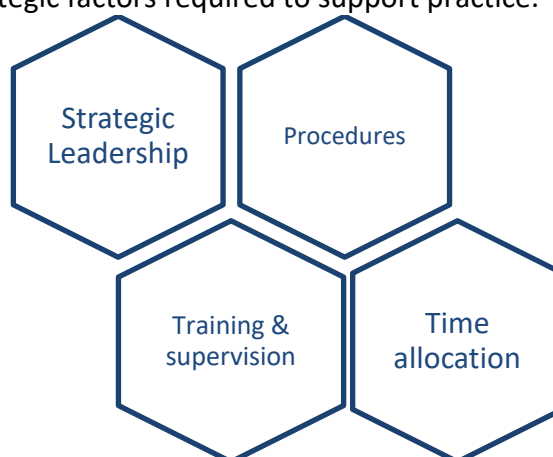 tegic factors required to support practice.
Strategic
Leadership
Procedures
Training &
supervision
Time
allocation